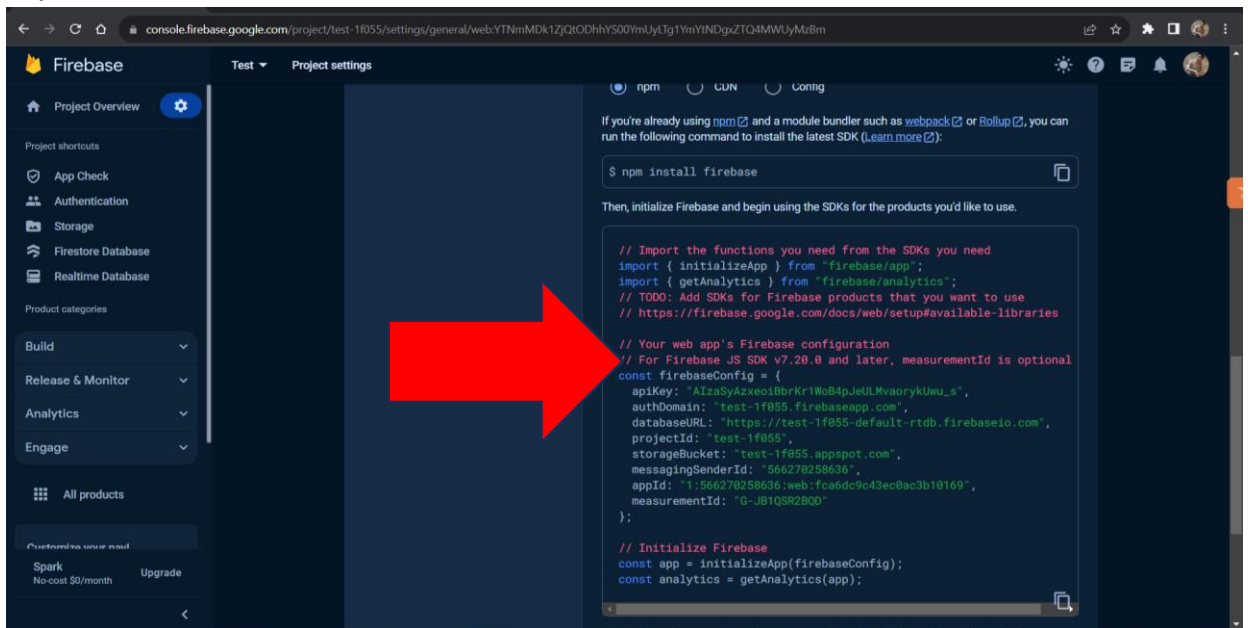 console.firebase.google.com/project/test-1f055/settings/general/web:YTNmMDk1ZjQtODhhYS00YmUyLTg1YmYtNDgxZTQ4MWUyMzBm
Firebase
Test
Project settings
Project Overview
Project shortcuts
App Check
Authentication
Storage
Firestore Database
Realtime Database
Product categories
Build
Release & Monitor
Analytics
Engage
All products
Customize your nav!
Spark
No-cost $0/month
Upgrade
npm CDN Config
If you're already using npm and a module bundler such as webpack or Rollup, you can
run the following command to install the latest SDK (Learn more):
$ npm install firebase
Then, initialize Firebase and begin using the SDKs for the products you'd like to use.
// Import the functions you need from the SDKs you need
import { initializeApp } from "firebase/app";
import { getAnalytics } from "firebase/analytics";
// TODO: Add SDKs for Firebase products that you want to use
// https://firebase.google.com/docs/web/setup#available-libraries
// Your web app's Firebase configuration
// For Firebase JS SDK v7.20.0 and later, measurementId is optional
const firebaseConfig = {
apiKey: "AIzaSyAzxeoiBbrKr1WoB4pJeULMvaorykUwu_s",
authDomain: "test-1f055.firebaseapp.com",
databaseURL: "https://test-1f055-default-rtdb.firebaseio.com",
projectId: "test-1f055",
storageBucket: "test-1f055.appspot.com",
messagingSenderId: "566270258636",
appId: "1:566270258636:web:fca6dc9c43ec0ac3b10169",
measurementId: "G-JB1QSR2BQD"
};
// Initialize Firebase
const app = initializeApp(firebaseConfig);
const analytics = getAnalytics(app);